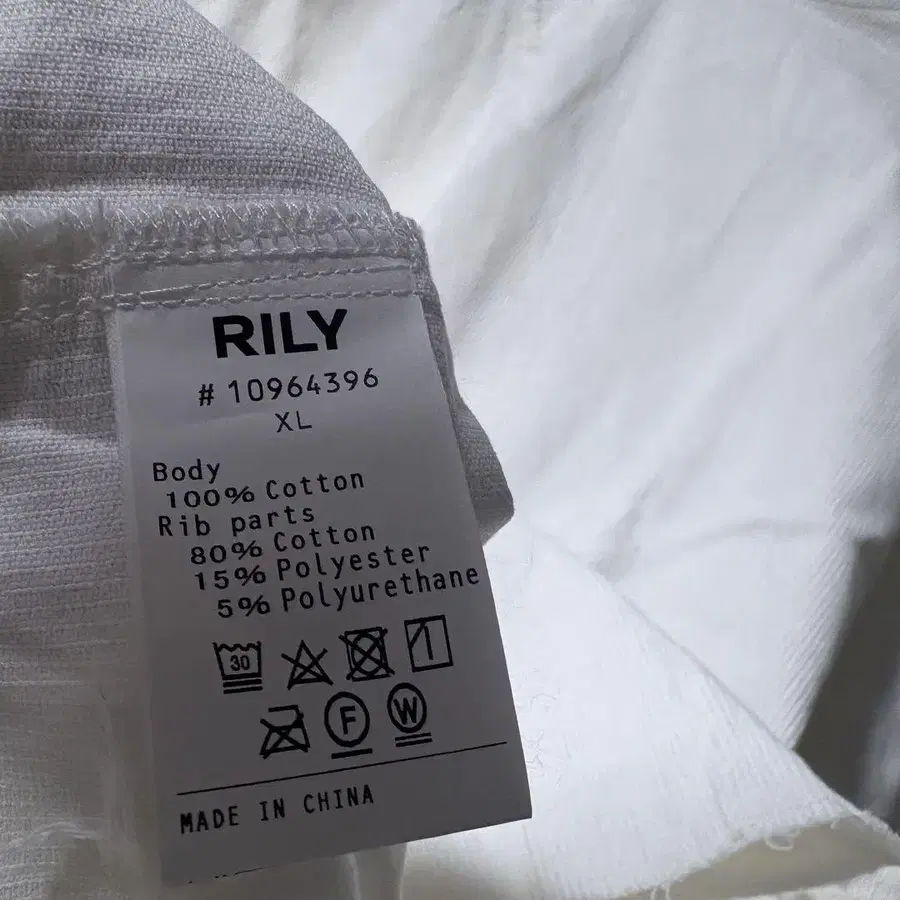 RILY
# 10964396
XL
Body
100% Cotton
Rib parts
80% Cotton
15% Polyester
5% Polyurethane
30
F W
MADE IN CHINA